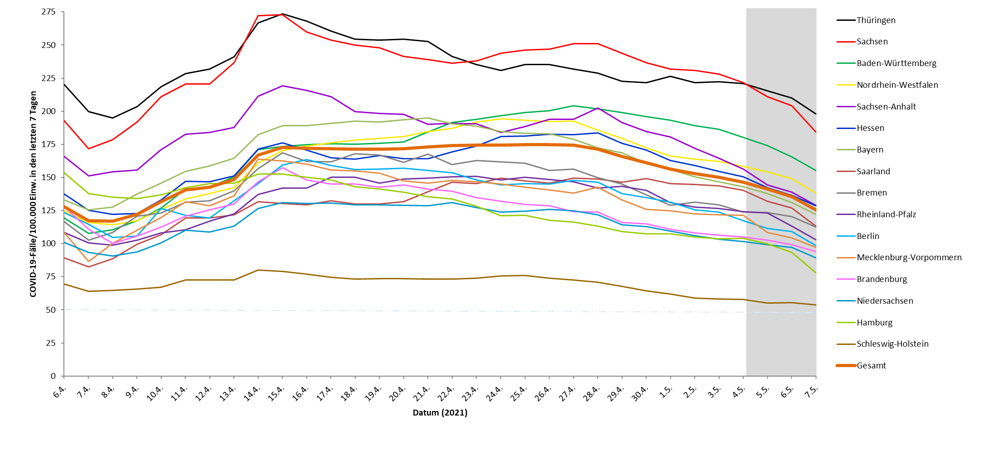 COVID-19-Fälle/100.000 Einw. in den letzten 7 Tagen
275
250
225
200
175
150
125
100
75
50
25
0
6.4.
7.4.
8.4.
9.4.
10.4.
11.4.
12.4.
13.4.
14.4.
15.4.
16.4.
17.4.
18.4.
19.4.
20.4.
21.4.
22.4.
23.4.
24.4.
25.4.
26.4.
27.4.
28.4.
29.4.
30.4.
1.5.
2.5.
3.5.
4.5.
5.5.
6.5.
7.5.
Datum (2021)
Thüringen
Sachsen
Baden-Württemberg
Nordrhein-Westfalen
Sachsen-Anhalt
Hessen
Bayern
Saarland
Bremen
Rheinland-Pfalz
Berlin
Mecklenburg-Vorpommern
Brandenburg
Niedersachsen
Hamburg
Schleswig-Holstein
Gesamt